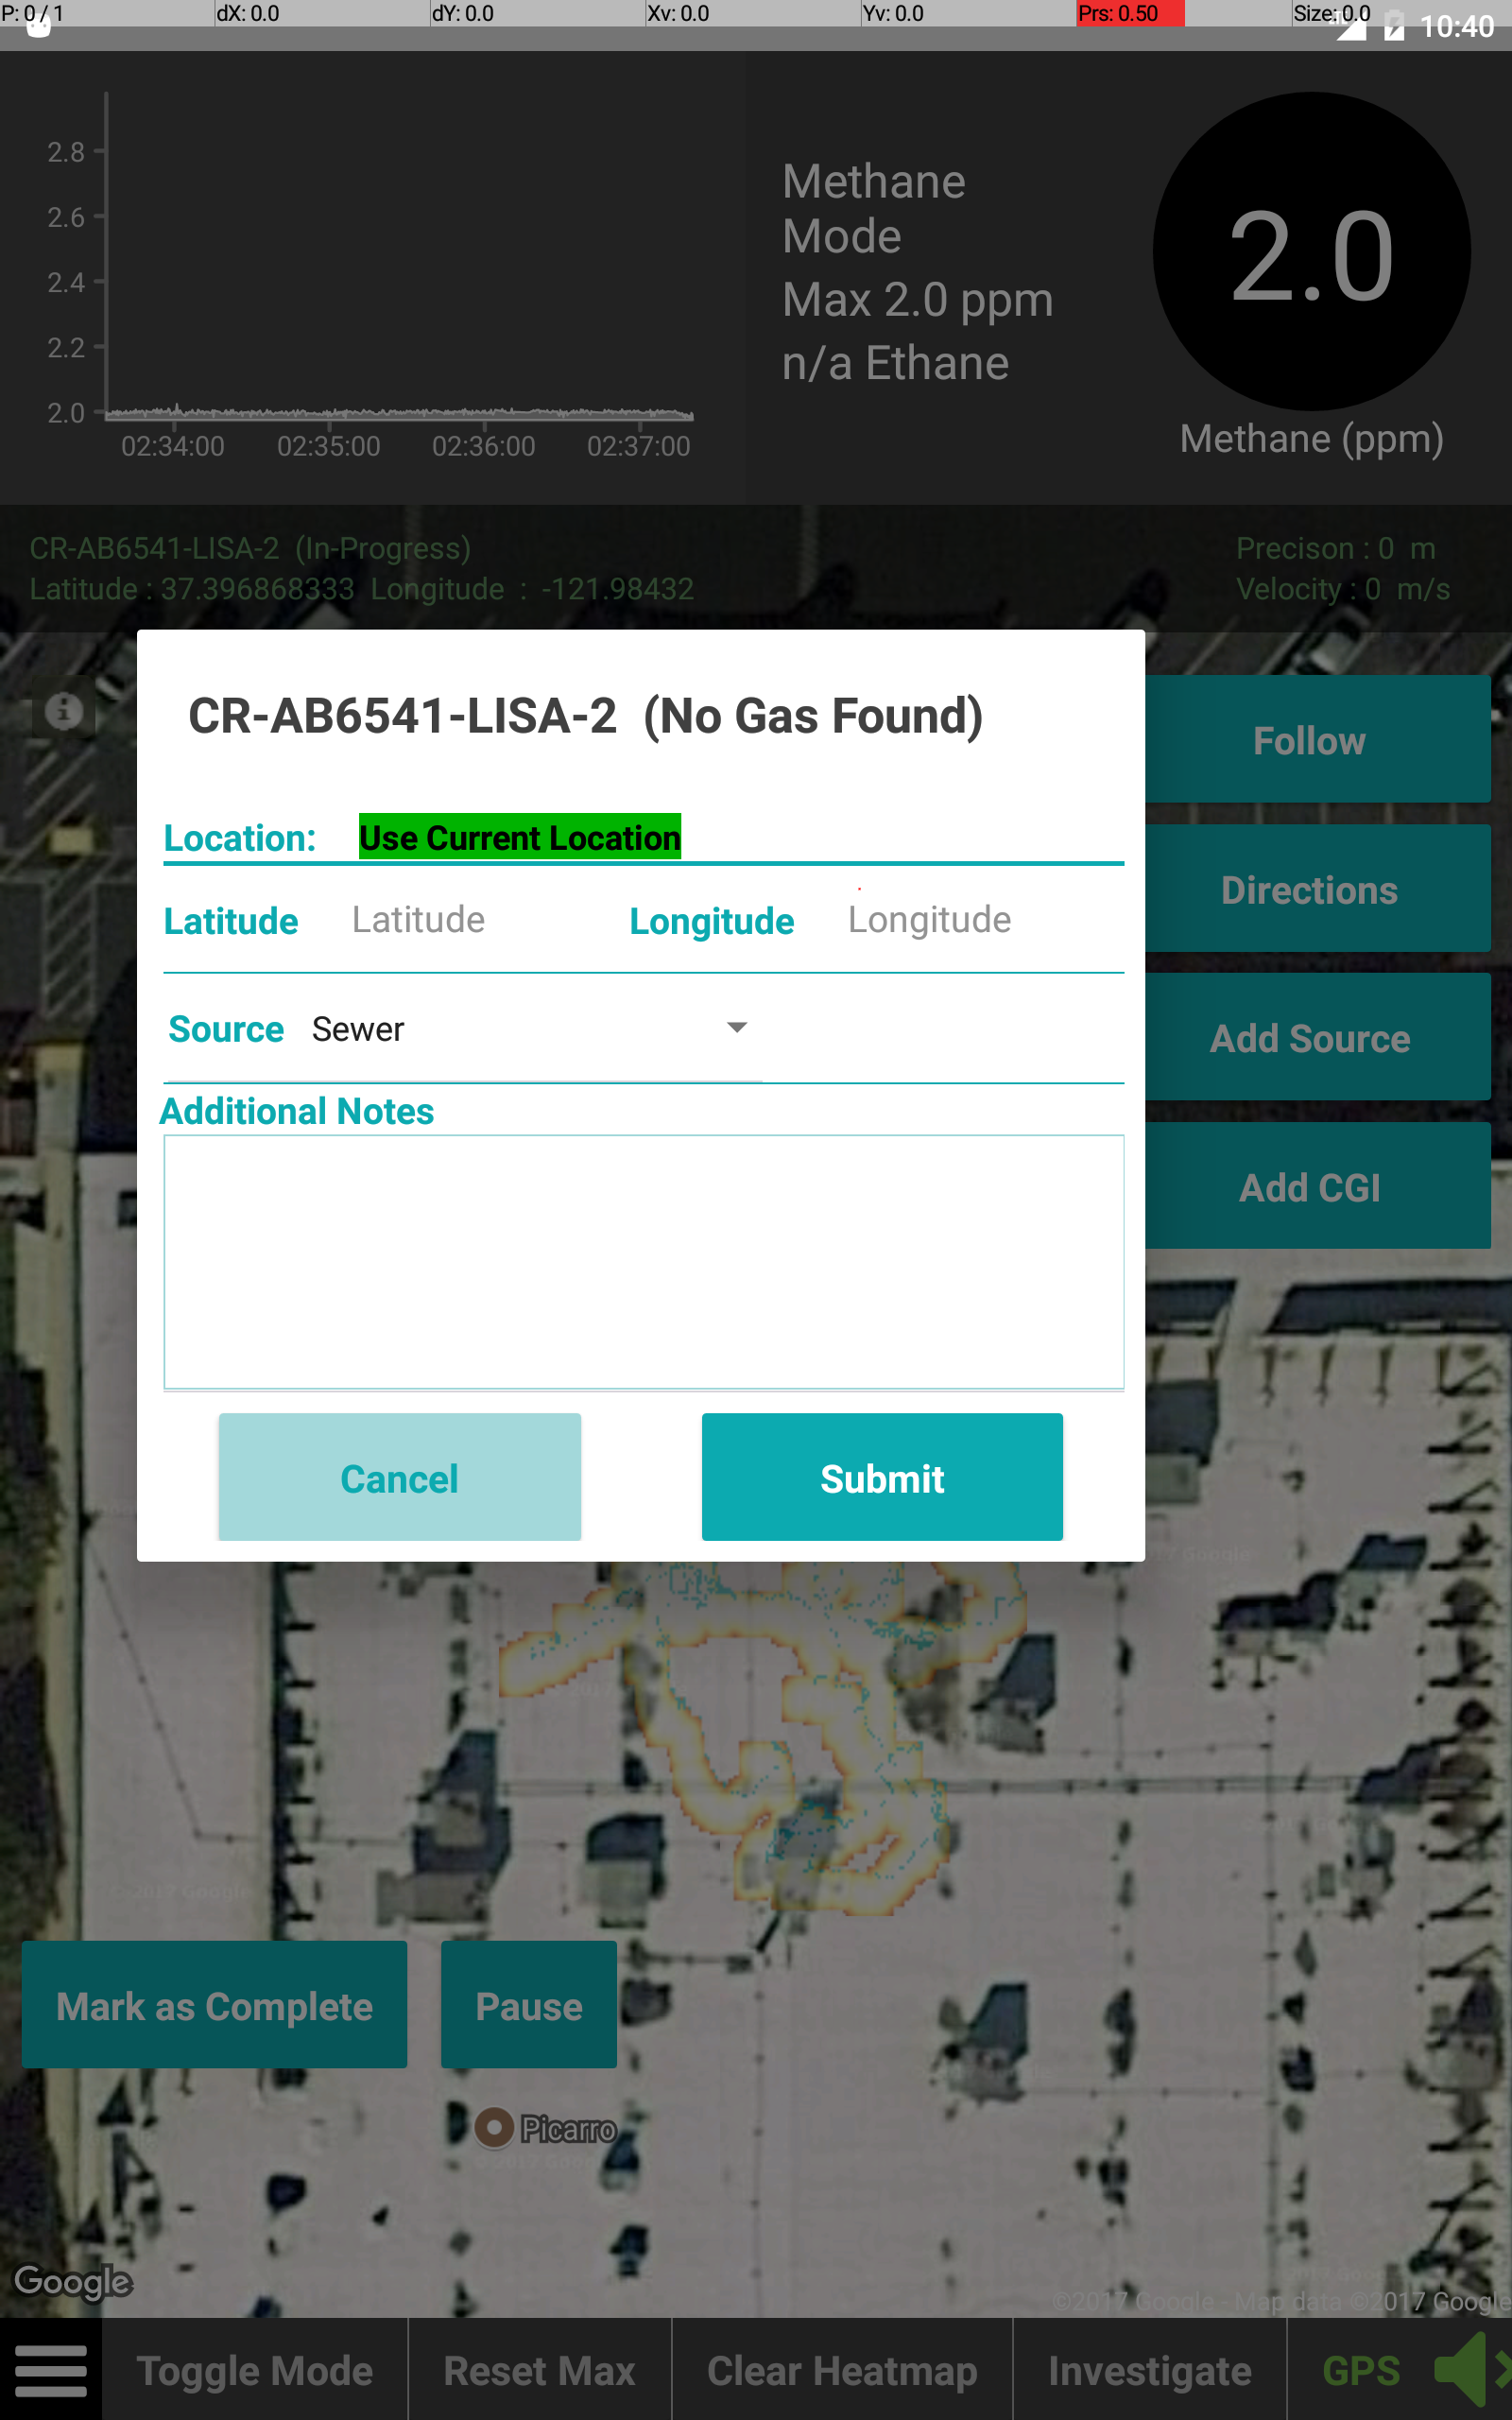 P: 0 / 1 dX: 0.0 dY: 0.0 Xv: 0.0 Yv: 0.0 Prs: 0.50 Size: 0.0
10:40
2.8
2.6
2.4
2.2
2.0
02:34:00 02:35:00 02:36:00 02:37:00
Methane
Mode
Max 2.0 ppm
n/a Ethane
2.0
Methane (ppm)
CR-AB6541-LISA-2 (In-Progress)
Latitude : 37.396868333 Longitude : -121.98432
Precison : 0 m
Velocity : 0 m/s
CR-AB6541-LISA-2 (No Gas Found)
Location: Use Current Location
Latitude Latitude Longitude Longitude
Source Sewer
Additional Notes
Cancel Submit
Follow
Directions
Add Source
Add CGI
Mark as Complete Pause
Picarro
Google
©2017 Google - Map data ©2017 Google
Toggle Mode Reset Max Clear Heatmap Investigate GPS